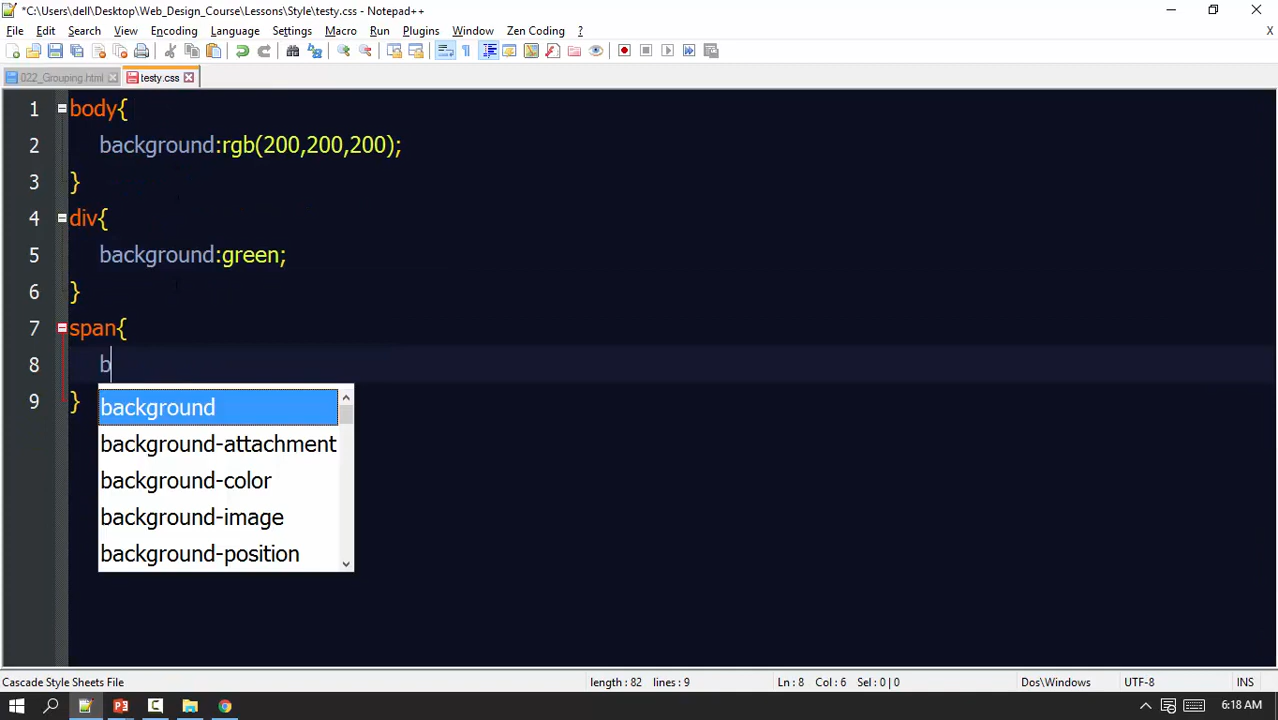 *C:\Users\dell\Desktop\Web_Design_Course\Lessons\Style\testy.css - Notepad++
File Edit Search View Encoding Language Settings Macro Run Plugins Window Zen Coding ? X
022_Grouping.html testy.css
1 body{
2 background:rgb(200,200,200);
3 }
4 div{
5 background:green;
6 }
7 span{
8 b
9 }
background
background-attachment
background-color
background-image
background-position
Cascade Style Sheets File length : 82 lines : 9 Ln : 8 Col : 6 Sel : 0 | 0 Dos\Windows UTF-8 INS
6:18 AM